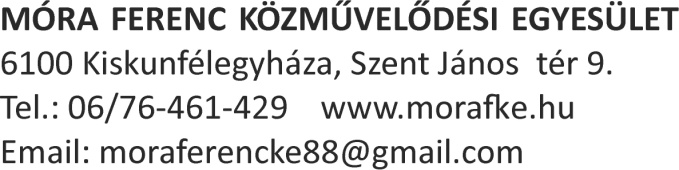 MÓRA FERENC KÖZMŰVELŐDÉSI EGYESÜLET
6100 Kiskunfélegyháza, Szent János tér 9.
Tel.: 06/76-461-429 www.morafke.hu
Email: moraferencke88@gmail.com